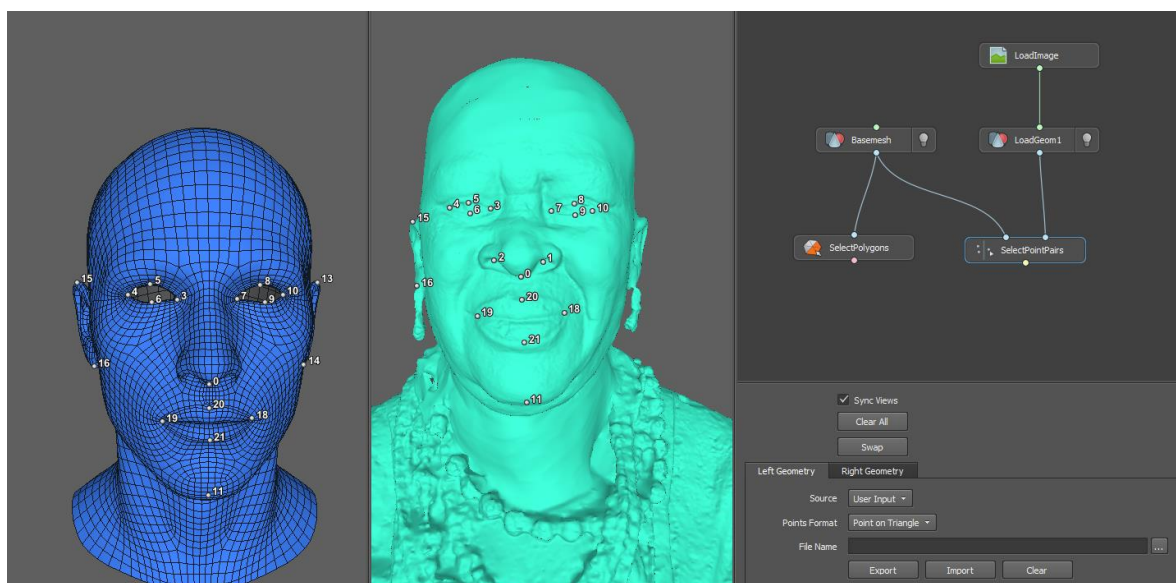 LoadImage
Basemesh
LoadGeom1
SelectPolygons
SelectPointPairs
15
5
4
6
3
8
7
9
10
13
16
14
0
20
19
18
21
11
5
4
6
3
8
7
9
10
15
2
1
0
16
20
19
18
21
11
Sync Views
Clear All
Swap
Left Geometry Right Geometry
Source User Input
Points Format Point on Triangle
File Name ...
Export Import Clear